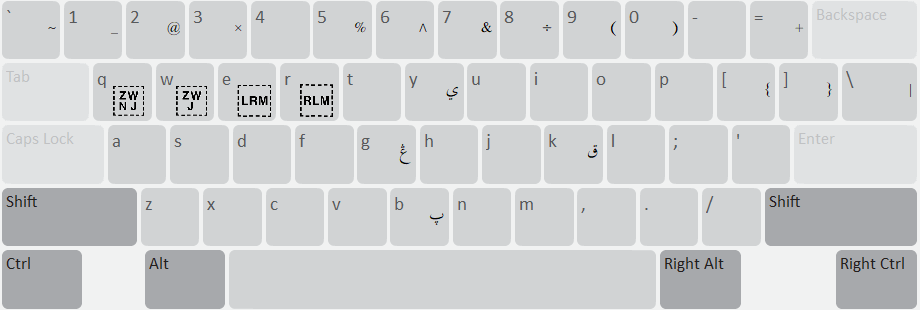 ` ~ 1 _ 2 @ 3 × 4 5 % 6 ^ 7 & 8 ÷ 9 ( 0 ) - = + Backspace
Tab q ZWNJ w ZWJ e LRM r RLM t y ي u i o p [ { ] } \ |
Caps Lock a s d f g ڠ h j k ق l ; ' Enter
Shift z x c v b پ n m , . / Shift
Ctrl Alt Right Alt Right Ctrl